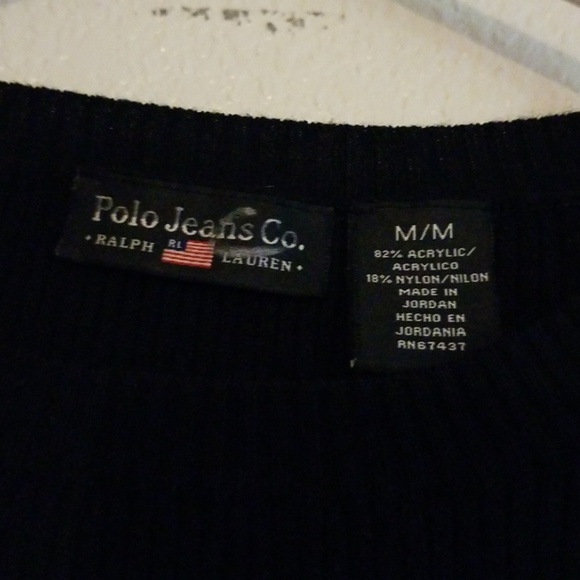 Polo Jeans Co.
• RALPH RL LAUREN •
M/M
82% ACRYLIC/
ACRYLICO
18% NYLON/NILON
MADE IN
JORDAN
HECHO EN
JORDANIA
RN67437